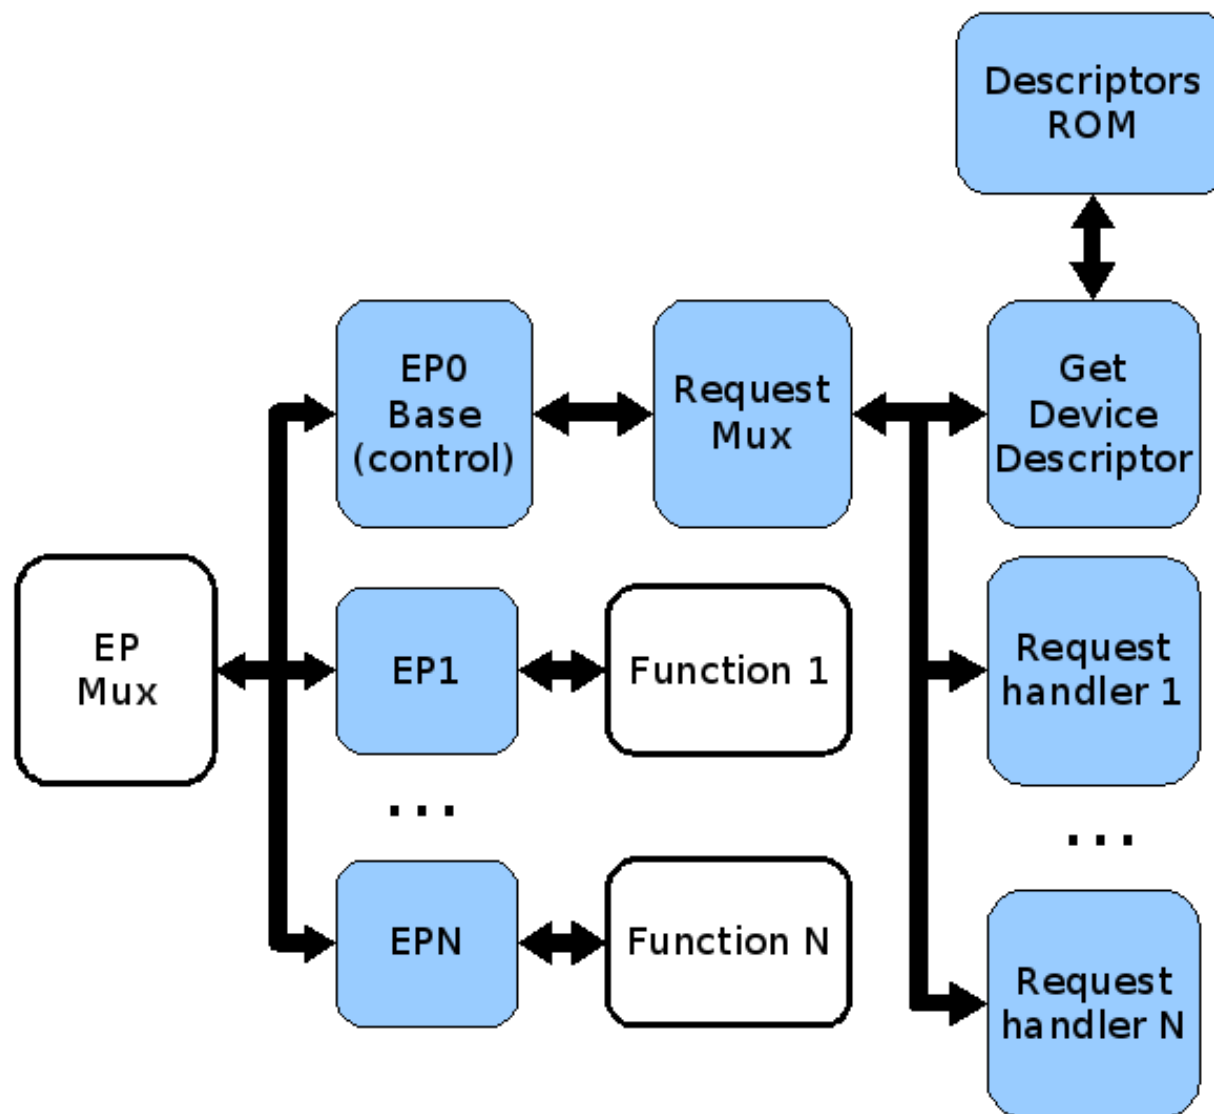 Descriptors
ROM
EP0
Base
(control)
Request
Mux
Get
Device
Descriptor
EP
Mux
EP1
Function 1
Request
handler 1
...
...
EPN
Function N
Request
handler N